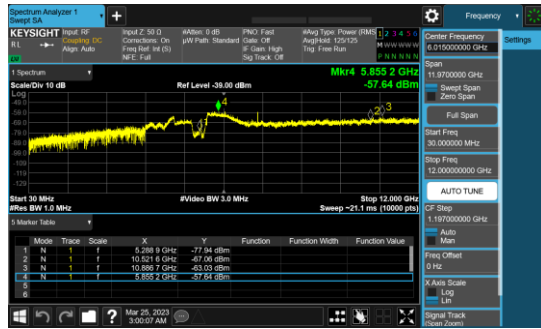 Spectrum Analyzer 1
Swept SA
+
Frequency
KEYSIGHT
RL
Input: RF
Coupling: DC
Align: Auto
Input Z: 50 Ω
Corrections: On
Freq Ref: Int (S)
NFE: Full
#Atten: 0 dB
µW Path: Standard
PNO: Fast
Gate: Off
IF Gain: High
Sig Track: Off
#Avg Type: Power (RMS
Avg|Hold: 125/125
Trig: Free Run
1 2 3 4 5 6
M W W W W W
P N N N N N
1 Spectrum
Scale/Div 10 dB
Ref Level -39.00 dBm
Mkr4 5.855 2 GHz
-57.64 dBm
Log
-49.0
-59.0
-69.0
-79.0
-89.0
-99.0
-109
-119
-129
4
2
3
Start 30 MHz
#Res BW 1.0 MHz
#Video BW 3.0 MHz
Stop 12.000 GHz
Sweep ~21.1 ms (10000 pts)
5 Marker Table
Mode Trace Scale X Y Function Function Width Function Value
1 N 1 f 5.288 9 GHz -77.94 dBm
2 N 1 f 10.521 6 GHz -67.06 dBm
3 N 1 f 10.886 7 GHz -63.03 dBm
4 N 1 f 5.855 2 GHz -57.64 dBm
5
6
Mar 25, 2023
3:00:07 AM
Center Frequency
6.015000000 GHz
Settings
Span
11.9700000 GHz
Swept Span
Zero Span
Full Span
Start Freq
30.000000 MHz
Stop Freq
12.000000000 GHz
AUTO TUNE
CF Step
1.197000000 GHz
Auto
Man
Freq Offset
0 Hz
X Axis Scale
Log
Lin
Signal Track
(Span Zoom)